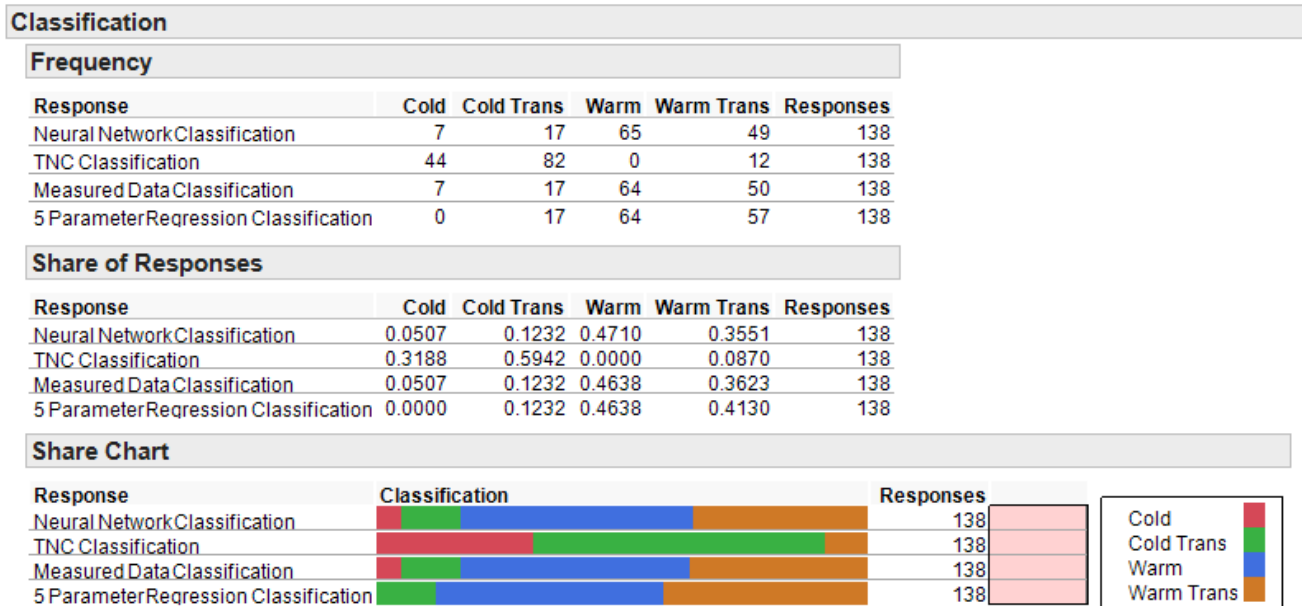 Classification
Frequency
Response Cold Cold Trans Warm Warm Trans Responses
Neural Network Classification 7 17 65 49 138
TNC Classification 44 82 0 12 138
Measured Data Classification 7 17 64 50 138
5 Parameter Regression Classification 0 17 64 57 138
Share of Responses
Response Cold Cold Trans Warm Warm Trans Responses
Neural Network Classification 0.0507 0.1232 0.4710 0.3551 138
TNC Classification 0.3188 0.5942 0.0000 0.0870 138
Measured Data Classification 0.0507 0.1232 0.4638 0.3623 138
5 Parameter Regression Classification 0.0000 0.1232 0.4638 0.4130 138
Share Chart
Response Classification Responses
Neural Network Classification 138
TNC Classification 138
Measured Data Classification 138
5 Parameter Regression Classification 138
Cold
Cold Trans
Warm
Warm Trans